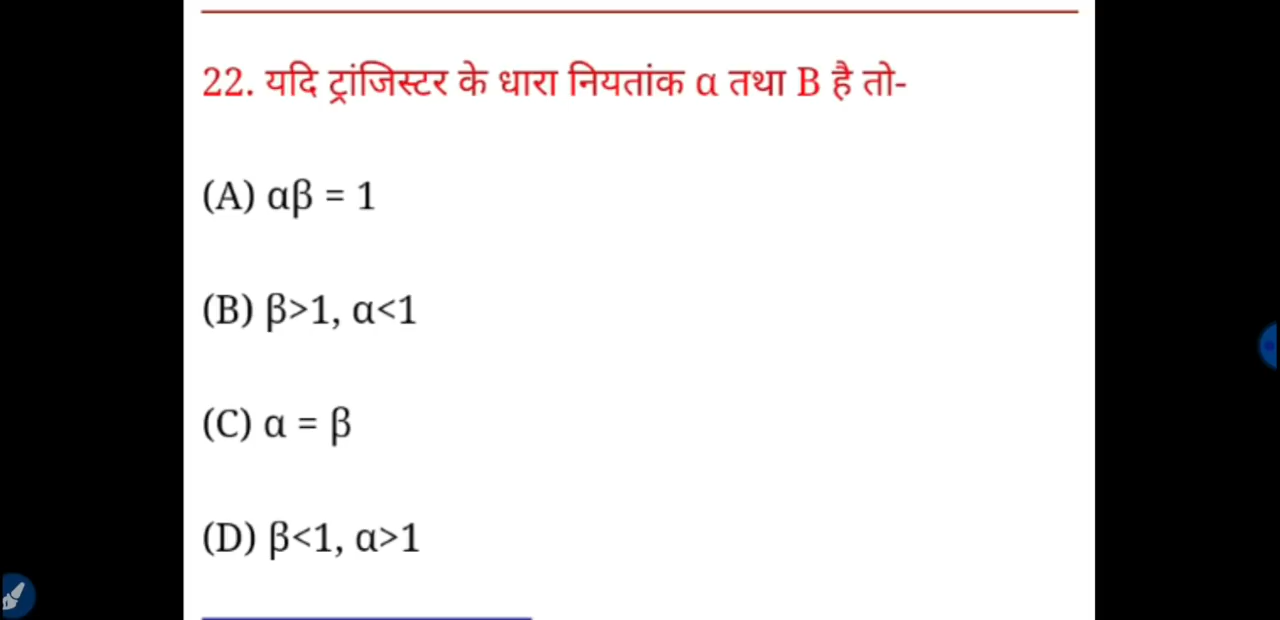 22. यदि ट्रांजिस्टर के धारा नियतांक α तथा B है तो-
(A) αβ = 1
(B) β>1, α<1
(C) α = β
(D) β<1, α>1